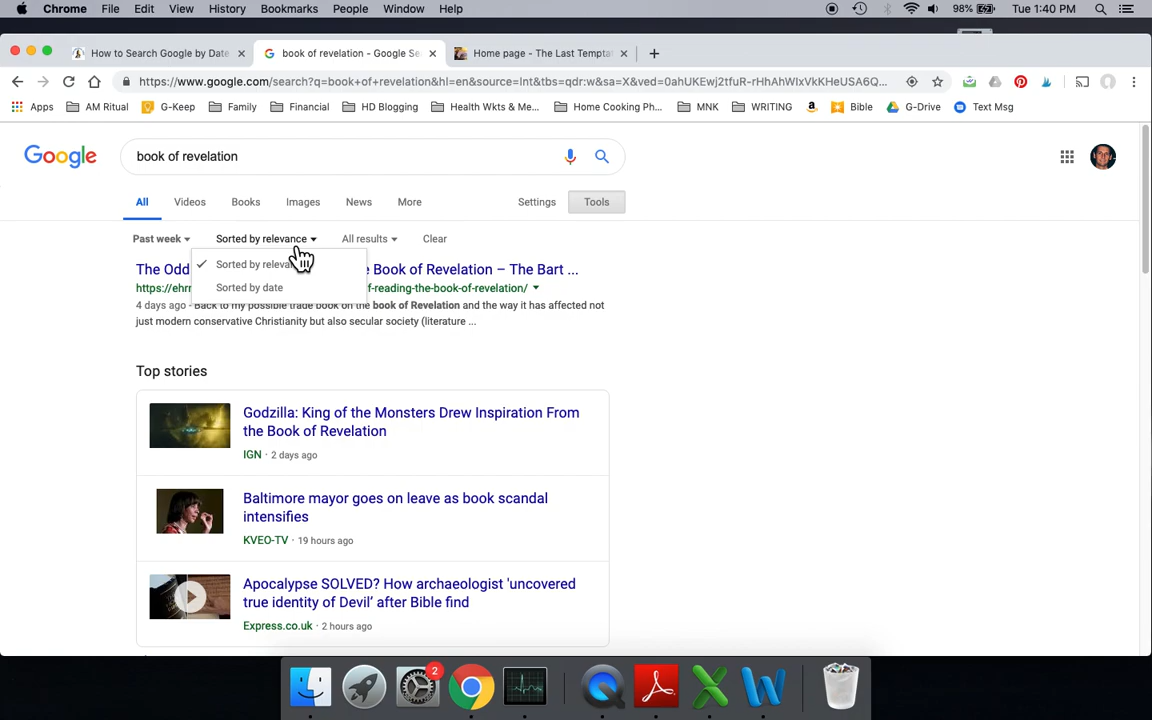 Chrome File Edit View History Bookmarks People Window Help 98% Tue 1:40 PM
How to Search Google by Date
book of revelation - Google Se
Home page - The Last Temptat
https://www.google.com/search?q=book+of+revelation&hl=en&source=lnt&tbs=qdr:w&sa=X&ved=0ahUKEwj2tfuR-rHhAhWIxVkKHeUSA6Q...
Apps AM Ritual G-Keep Family Financial HD Blogging Health Wkts & Me... Home Cooking Ph... MNK WRITING Bible G-Drive Text Msg
Google book of revelation
All Videos Books Images News More Settings Tools
Past week Sorted by relevance All results Clear
Sorted by releva
Sorted by date
The Odd e Book of Revelation – The Bart ...
https://ehr f-reading-the-book-of-revelation/
4 days ago - Back to my possible trade book on the book of Revelation and the way it has affected not
just modern conservative Christianity but also secular society (literature ...
Top stories
Godzilla: King of the Monsters Drew Inspiration From
the Book of Revelation
IGN · 2 days ago
Baltimore mayor goes on leave as book scandal
intensifies
KVEO-TV · 19 hours ago
Apocalypse SOLVED? How archaeologist 'uncovered
true identity of Devil’ after Bible find
Express.co.uk · 2 hours ago
2